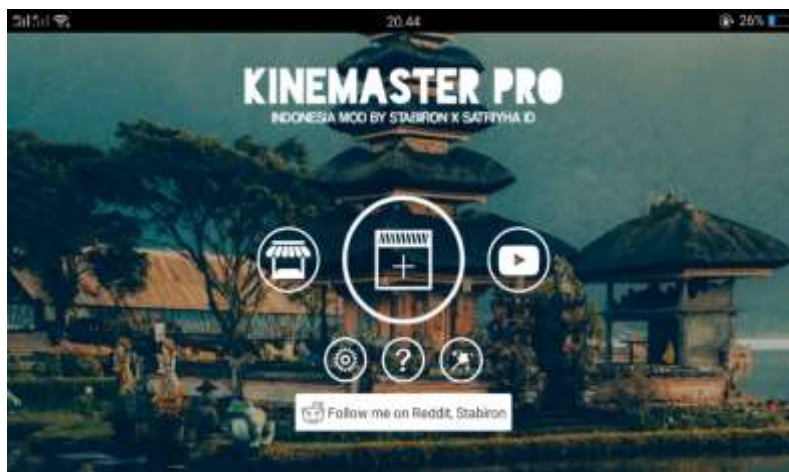 20.44
26%
KINEMASTER PRO
INDONESIA MOD BY STABIRON X SATRIYHA ID
?
Follow me on Reddit, Stabiron